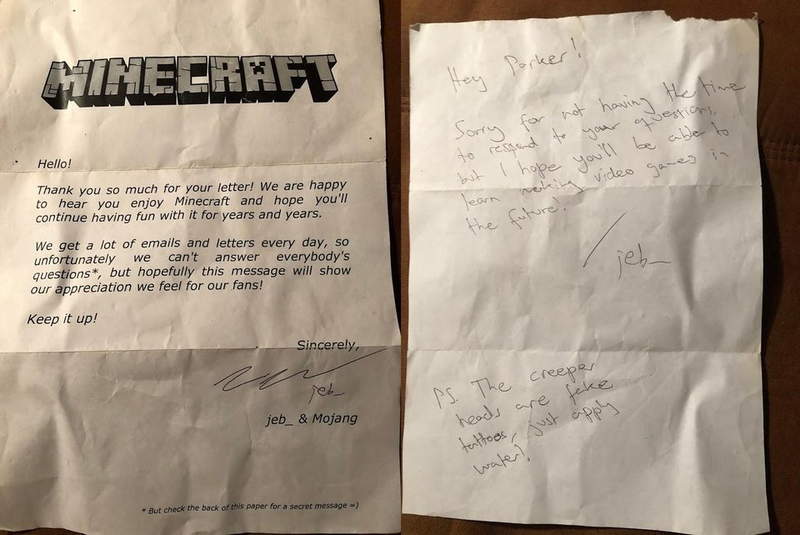 MINECRAFT
Hello!
Thank you so much for your letter! We are happy
to hear you enjoy Minecraft and hope you'll
continue having fun with it for years and years.
We get a lot of emails and letters every day, so
unfortunately we can't answer everybody's
questions*, but hopefully this message will show
our appreciation we feel for our fans!
Keep it up!
Sincerely,
jeb_
jeb_ & Mojang
* But check the back of this paper for a secret message =)
Hey Parker!
Sorry for not having the time
to respond to your questions,
but I hope you'll be able to
learn making video games in
the future!
/ jeb_
PS. The creeper
heads are fake
tattoos, just apply
water!